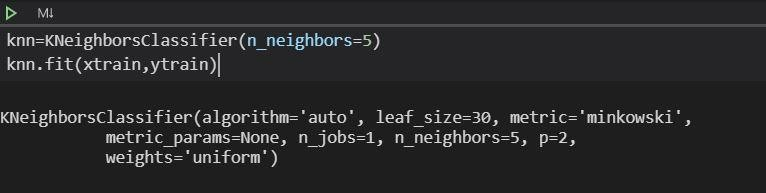 M↓
knn=KNeighborsClassifier(n_neighbors=5)
knn.fit(xtrain,ytrain)
KNeighborsClassifier(algorithm='auto', leaf_size=30, metric='minkowski',
           metric_params=None, n_jobs=1, n_neighbors=5, p=2,
           weights='uniform')